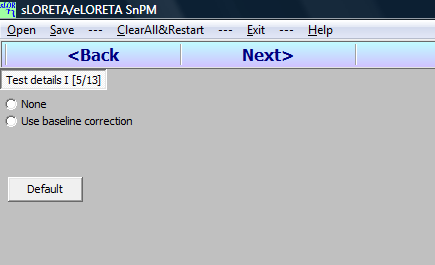 sLORETA/eLORETA SnPM
Open Save --- ClearAll&Restart --- Exit --- Help
<Back Next>
Test details I [5/13]
None
Use baseline correction
Default